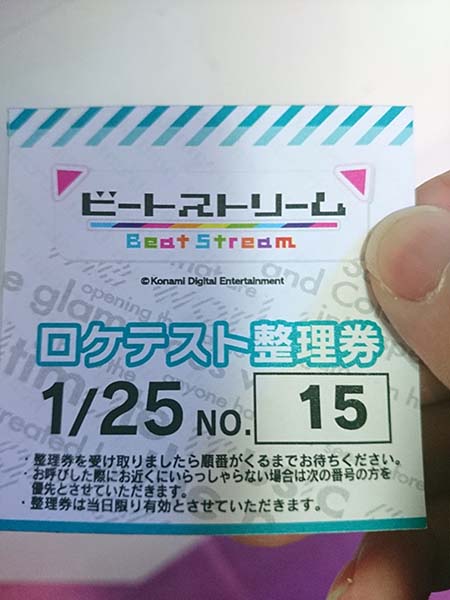 ビートストリーム
Beat Stream
©Konami Digital Entertainment
ロケテスト整理券
1/25 NO. 15
・整理券を受け取りましたら順番がくるまでお待ちください。
・お呼びした際にお近くにいらっしゃらない場合は次の番号の方を
優先とさせていただきます。
・整理券は当日限り有効とさせていただきます。